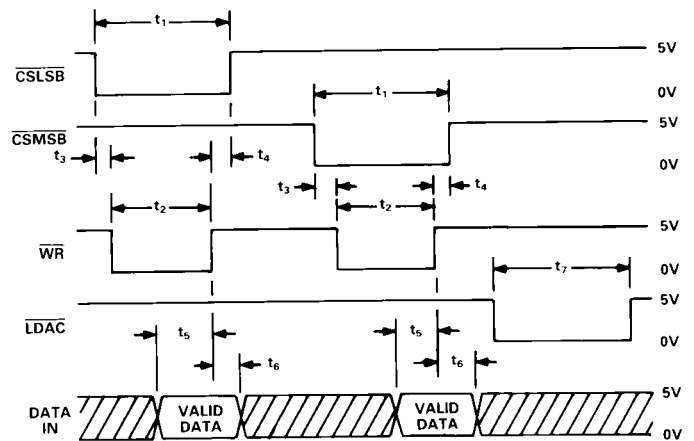 t₁
CSLSB
5V
0V
t₁
CSMSB
5V
0V
t₃
t₄
t₃
t₄
t₂
t₂
WR
5V
0V
t₇
LDAC
5V
0V
t₅
t₆
t₅
t₆
DATA IN
VALID DATA
VALID DATA
5V
0V